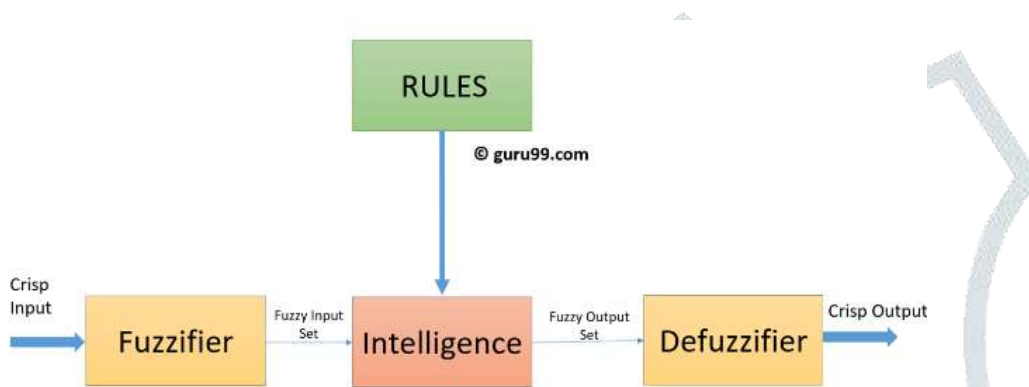 RULES
© guru99.com
Crisp
Input
Fuzzifier
Fuzzy Input
Set
Intelligence
Fuzzy Output
Set
Defuzzifier
Crisp Output